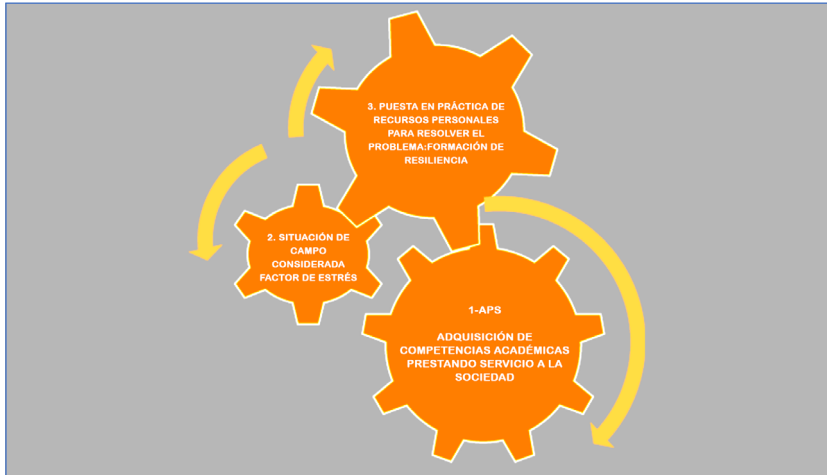 3. PUESTA EN PRÁCTICA DE
RECURSOS PERSONALES
PARA RESOLVER EL
PROBLEMA:FORMACIÓN DE
RESILIENCIA
2. SITUACIÓN DE
CAMPO
CONSIDERADA
FACTOR DE ESTRÉS
1-APS
ADQUISICIÓN DE
COMPETENCIAS ACADÉMICAS
PRESTANDO SERVICIO A LA
SOCIEDAD